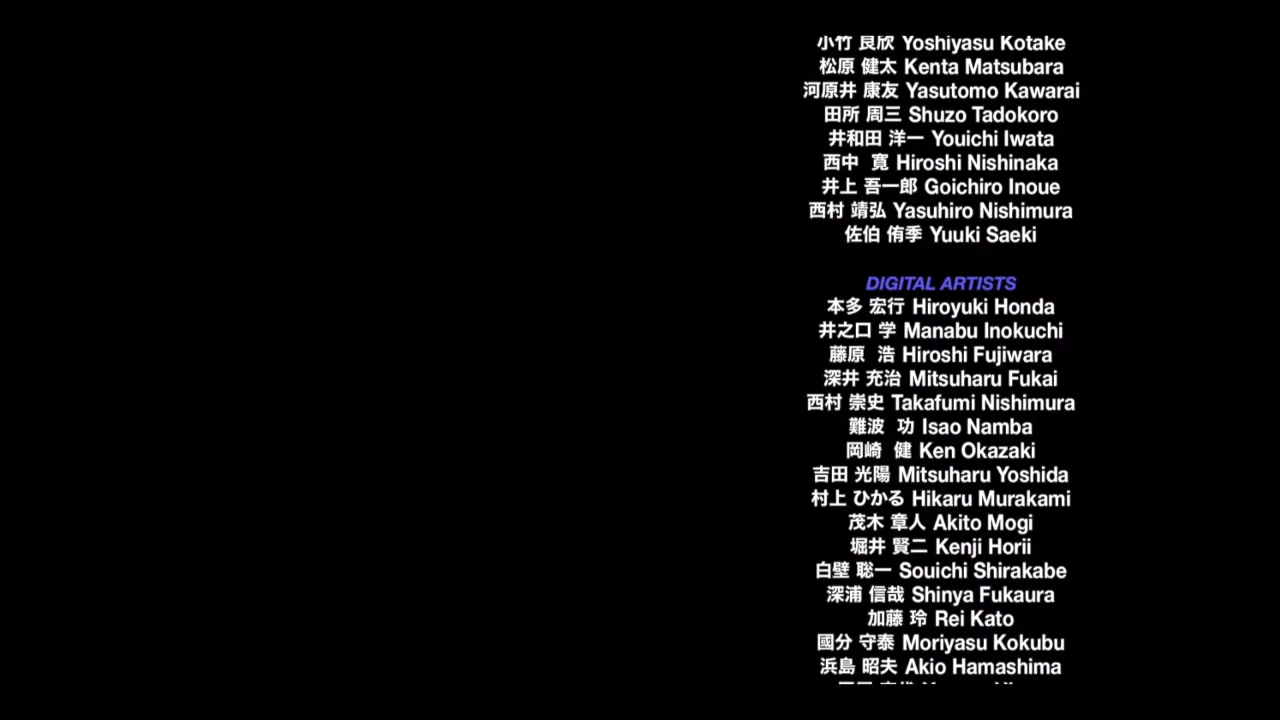 小竹 良欣 Yoshiyasu Kotake
松原 健太 Kenta Matsubara
河原井 康友 Yasutomo Kawarai
田所 周三 Shuzo Tadokoro
井和田 洋一 Youichi Iwata
西中 寛 Hiroshi Nishinaka
井上 吾一郎 Goichiro Inoue
西村 靖弘 Yasuhiro Nishimura
佐伯 侑季 Yuuki Saeki
DIGITAL ARTISTS
本多 宏行 Hiroyuki Honda
井之口 学 Manabu Inokuchi
藤原 浩 Hiroshi Fujiwara
深井 充治 Mitsuharu Fukai
西村 崇史 Takafumi Nishimura
難波 功 Isao Namba
岡崎 健 Ken Okazaki
吉田 光陽 Mitsuharu Yoshida
村上 ひかる Hikaru Murakami
茂木 章人 Akito Mogi
堀井 賢二 Kenji Horii
白壁 聡一 Souichi Shirakabe
深浦 信哉 Shinya Fukaura
加藤 玲 Rei Kato
國分 守泰 Moriyasu Kokubu
浜島 昭夫 Akio Hamashima